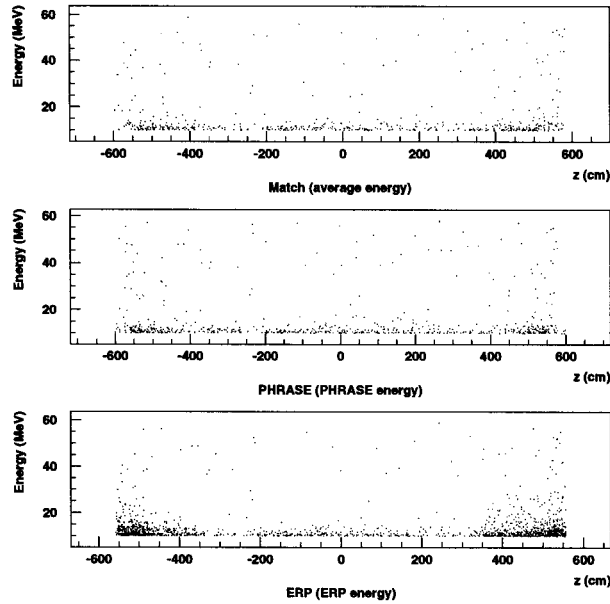 Energy (MeV)
60
40
20
-600 -400 -200 0 200 400 600
z (cm)
Match (average energy)
Energy (MeV)
60
40
20
-600 -400 -200 0 200 400 600
z (cm)
PHRASE (PHRASE energy)
Energy (MeV)
60
40
20
-600 -400 -200 0 200 400 600
z (cm)
ERP (ERP energy)